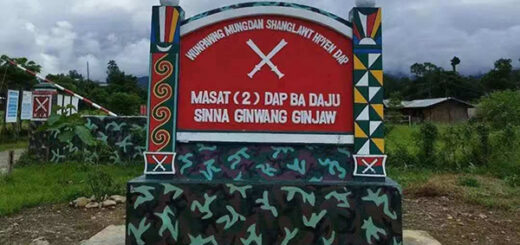 WUNPAWNG MUNGDAN SHANGLAWT HPYEN DAP
MASAT (2) DAP BA DAJU
SINNA GINWANG GINJAW